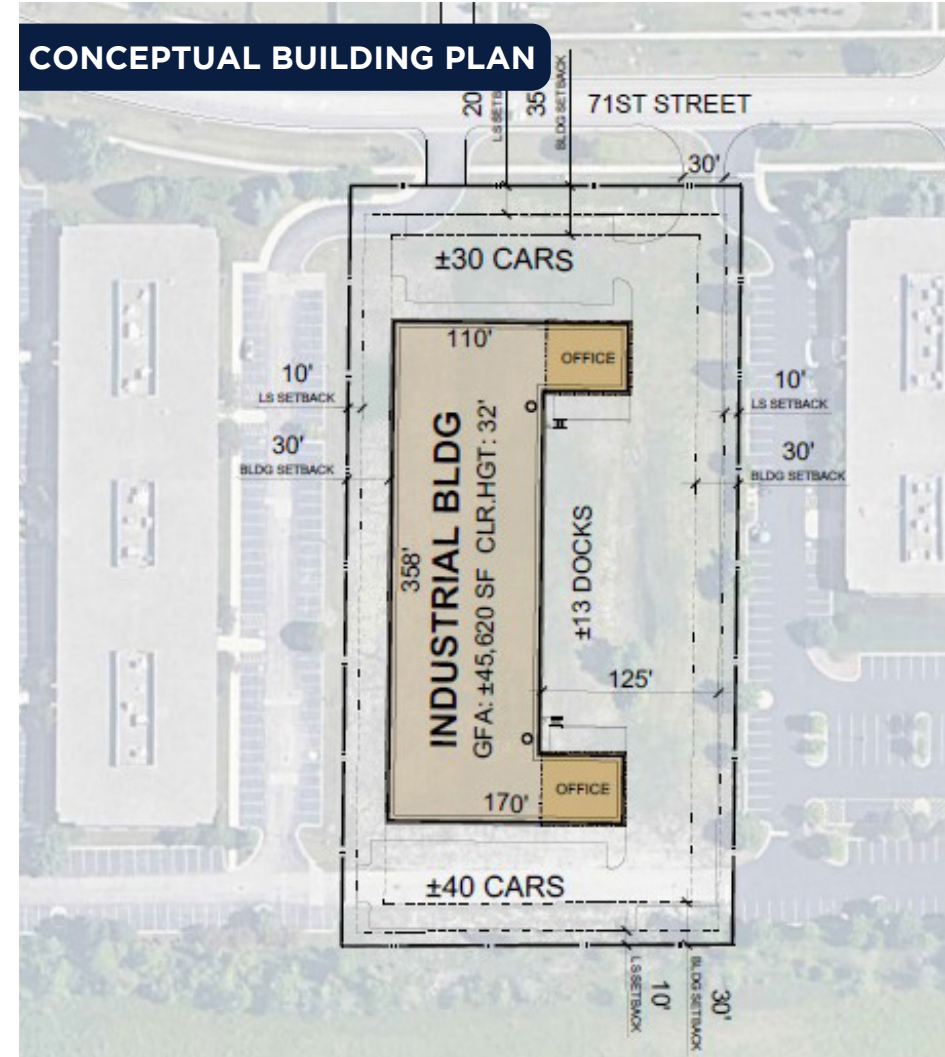 CONCEPTUAL BUILDING PLAN
20
35
BLDG SETBACK
71ST STREET
30'
±30 CARS
110'
OFFICE
10'
LS SETBACK
10'
LS SETBACK
30'
BLDG SETBACK
30'
BLDG SETBACK
INDUSTRIAL BLDG
GFA: ±45,620 SF CLR.HGT: 32'
358'
±13 DOCKS
125'
170'
OFFICE
±40 CARS
LS SETBACK
10'
BLDG SETBACK
30'